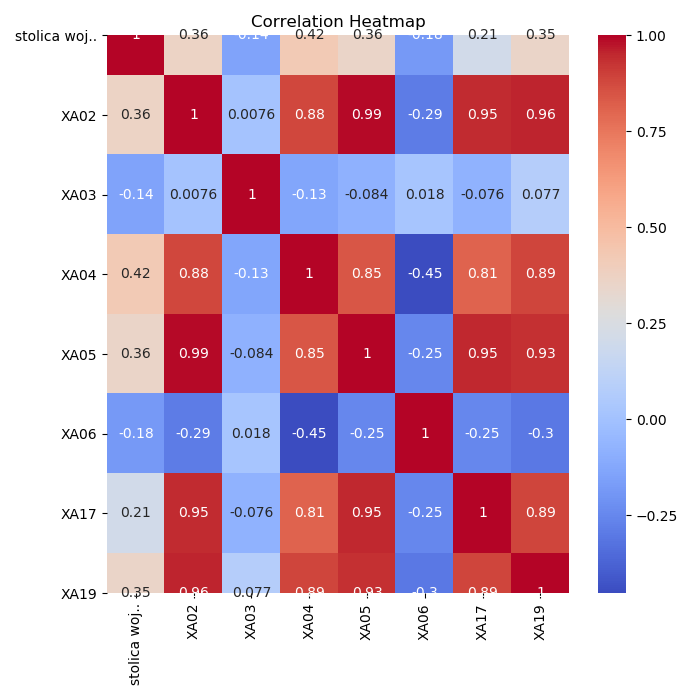 Correlation Heatmap
stolica woj.. 1 0.36 -0.14 0.42 0.36 -0.18 0.21 0.35
XA02 0.36 1 0.0076 0.88 0.99 -0.29 0.95 0.96
XA03 -0.14 0.0076 1 -0.13 -0.084 0.018 -0.076 0.077
XA04 0.42 0.88 -0.13 1 0.85 -0.45 0.81 0.89
XA05 0.36 0.99 -0.084 0.85 1 -0.25 0.95 0.93
XA06 -0.18 -0.29 0.018 -0.45 -0.25 1 -0.25 -0.3
XA17 0.21 0.95 -0.076 0.81 0.95 -0.25 1 0.89
XA19 0.35 0.96 0.077 0.89 0.93 -0.3 0.89 1
stolica woj.. XA02 XA03 XA04 XA05 XA06 XA17 XA19
1.00
0.75
0.50
0.25
0.00
−0.25